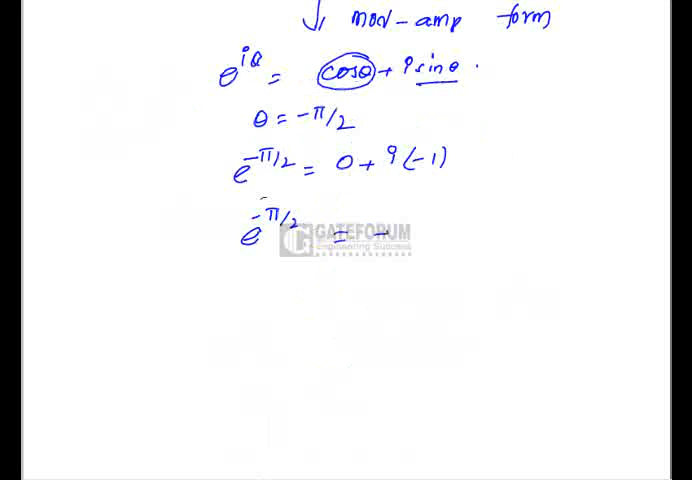 ↓ mod-amp form
e^{iθ} = cosθ + i sinθ.
θ = -π/2
e^{-π/2} = 0 + i(-1)
e^{-π/2} = -
GATEFORUM
Engineering Success